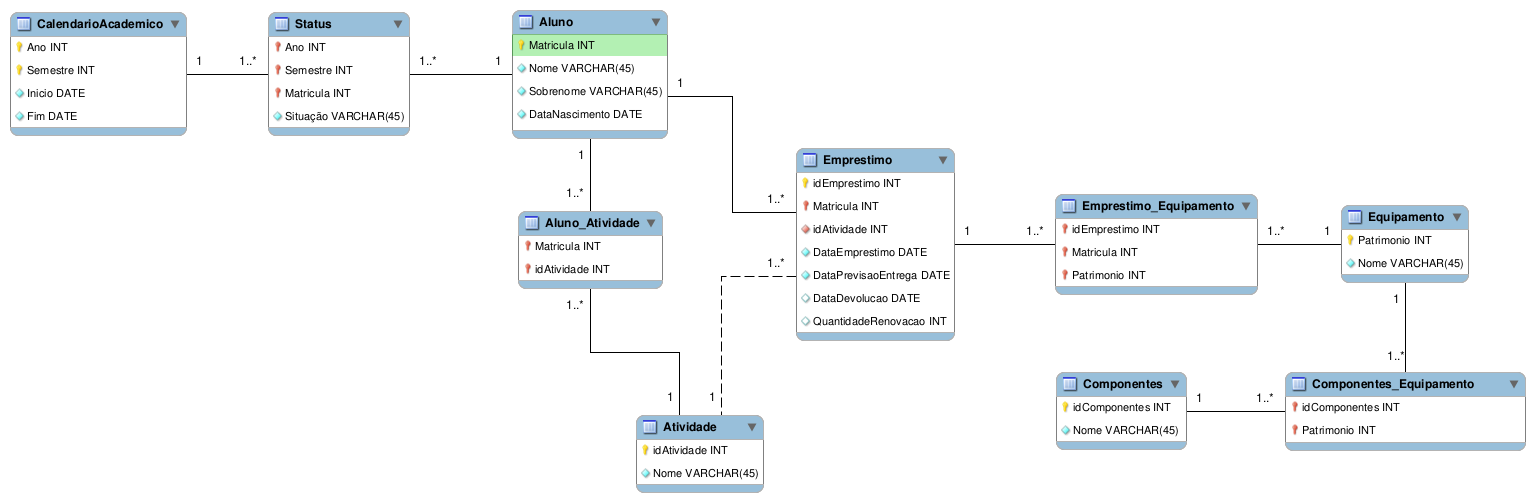 CalendarioAcademico
Ano INT
Semestre INT
Inicio DATE
Fim DATE
1
1..*
Status
Ano INT
Semestre INT
Matricula INT
Situação VARCHAR(45)
1..*
1
Aluno
Matricula INT
Nome VARCHAR(45)
Sobrenome VARCHAR(45)
DataNascimento DATE
1
1..*
1
1..*
Aluno_Atividade
Matricula INT
idAtividade INT
1..*
1
Emprestimo
idEmprestimo INT
Matricula INT
idAtividade INT
DataEmprestimo DATE
DataPrevisaoEntrega DATE
DataDevolucao DATE
QuantidadeRenovacao INT
1..*
1
Atividade
idAtividade INT
Nome VARCHAR(45)
1
1..*
Emprestimo_Equipamento
idEmprestimo INT
Matricula INT
Patrimonio INT
1..*
1
Equipamento
Patrimonio INT
Nome VARCHAR(45)
1
1..*
Componentes
idComponentes INT
Nome VARCHAR(45)
1
1..*
Componentes_Equipamento
idComponentes INT
Patrimonio INT